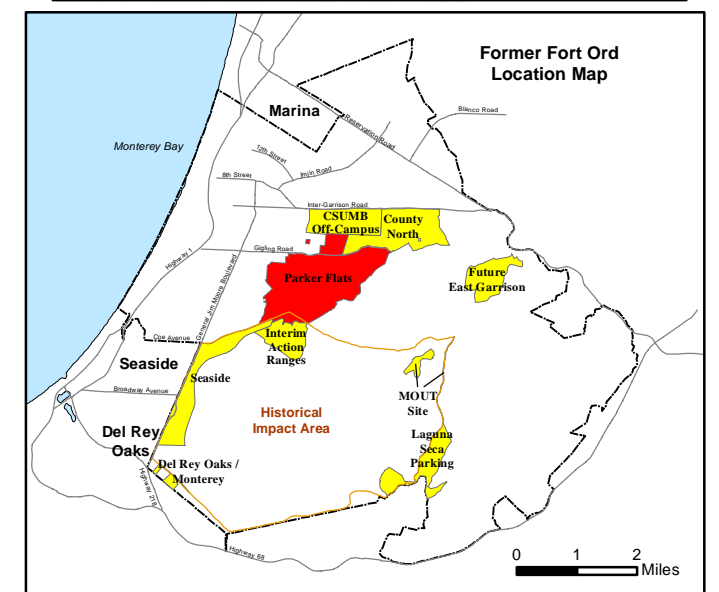 Former Fort Ord
Location Map
Marina
Blanco Road
Reservation Road
Monterey Bay
12th Street
Imjin Road
8th Street
Inter-Garrison Road
CSUMB
Off-Campus
County
North
Gigling Road
Highway 1
General Jim Moore Boulevard
Parker Flats
Future
East Garrison
Coe Avenue
Interim
Action
Ranges
Seaside
Seaside
Broadway Avenue
MOUT
Site
Historical
Impact Area
Del Rey
Oaks
Laguna
Seca
Parking
Del Rey Oaks /
Monterey
Highway 218
Highway 68
0 1 2
Miles